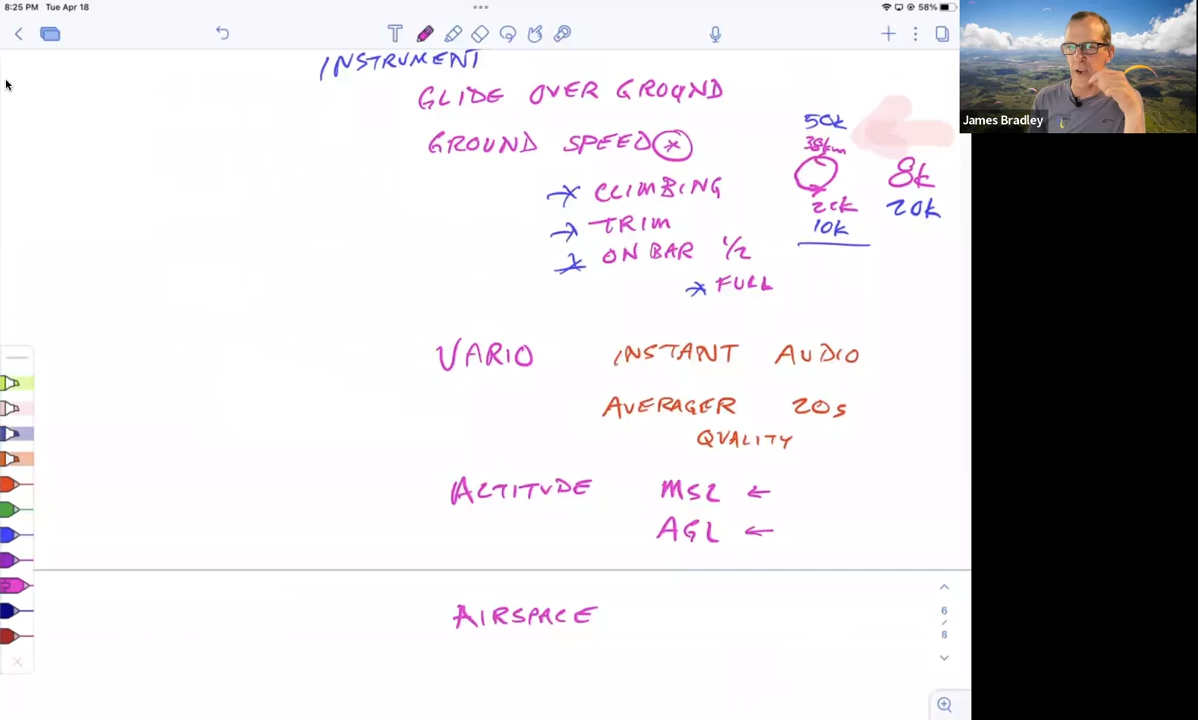 8:25 PM Tue Apr 18
58%
INSTRUMENT
GLIDE OVER GROUND
GROUND SPEED
CLIMBING
TRIM
ON BAR 1/2
FULL
50k
38km
20k
10k
8k
20k
VARIO INSTANT AUDIO
AVERAGER 20s
QUALITY
ALTITUDE MSL ←
AGL ←
AIRSPACE
6
/
8
James Bradley